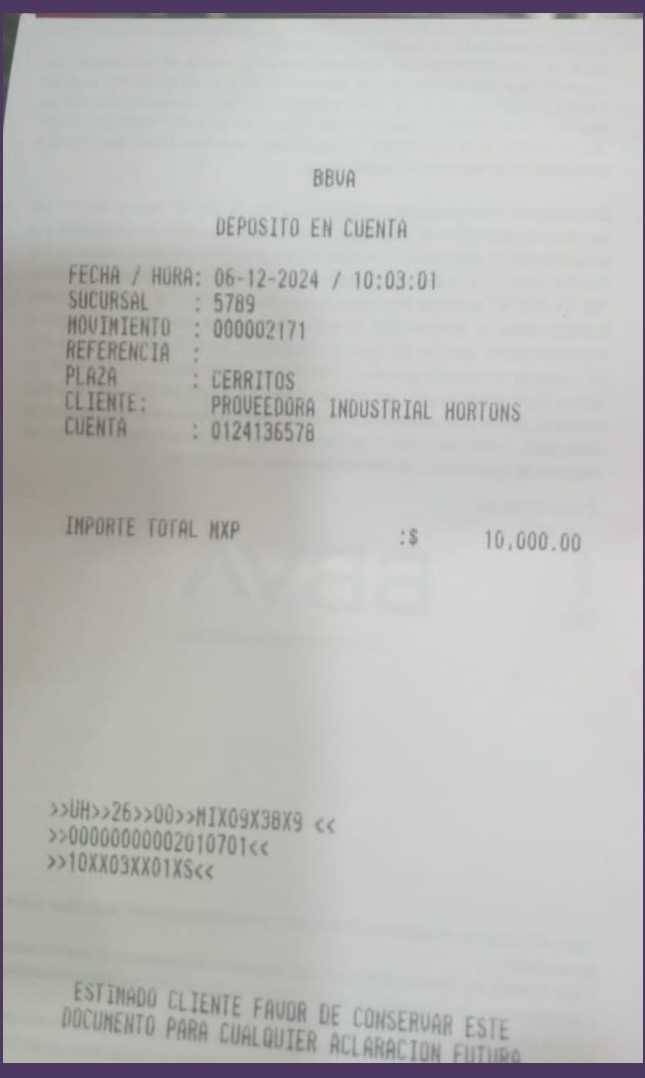 BBVA
DEPOSITO EN CUENTA
FECHA / HORA: 06-12-2024 / 10:03:01
SUCURSAL : 5789
MOVIMIENTO : 000002171
REFERENCIA :
PLAZA : CERRITOS
CLIENTE: PROVEEDORA INDUSTRIAL HORTONS
CUENTA : 0124136578
IMPORTE TOTAL MXP :$ 10,000.00
BBVA
>>UH>>26>>00>>MIX09X38X9 <<
>>00000000002010701<<
>>10XX03XX01XS<<
ESTIMADO CLIENTE FAVOR DE CONSERVAR ESTE
DOCUMENTO PARA CUALQUIER ACLARACION FUTURA